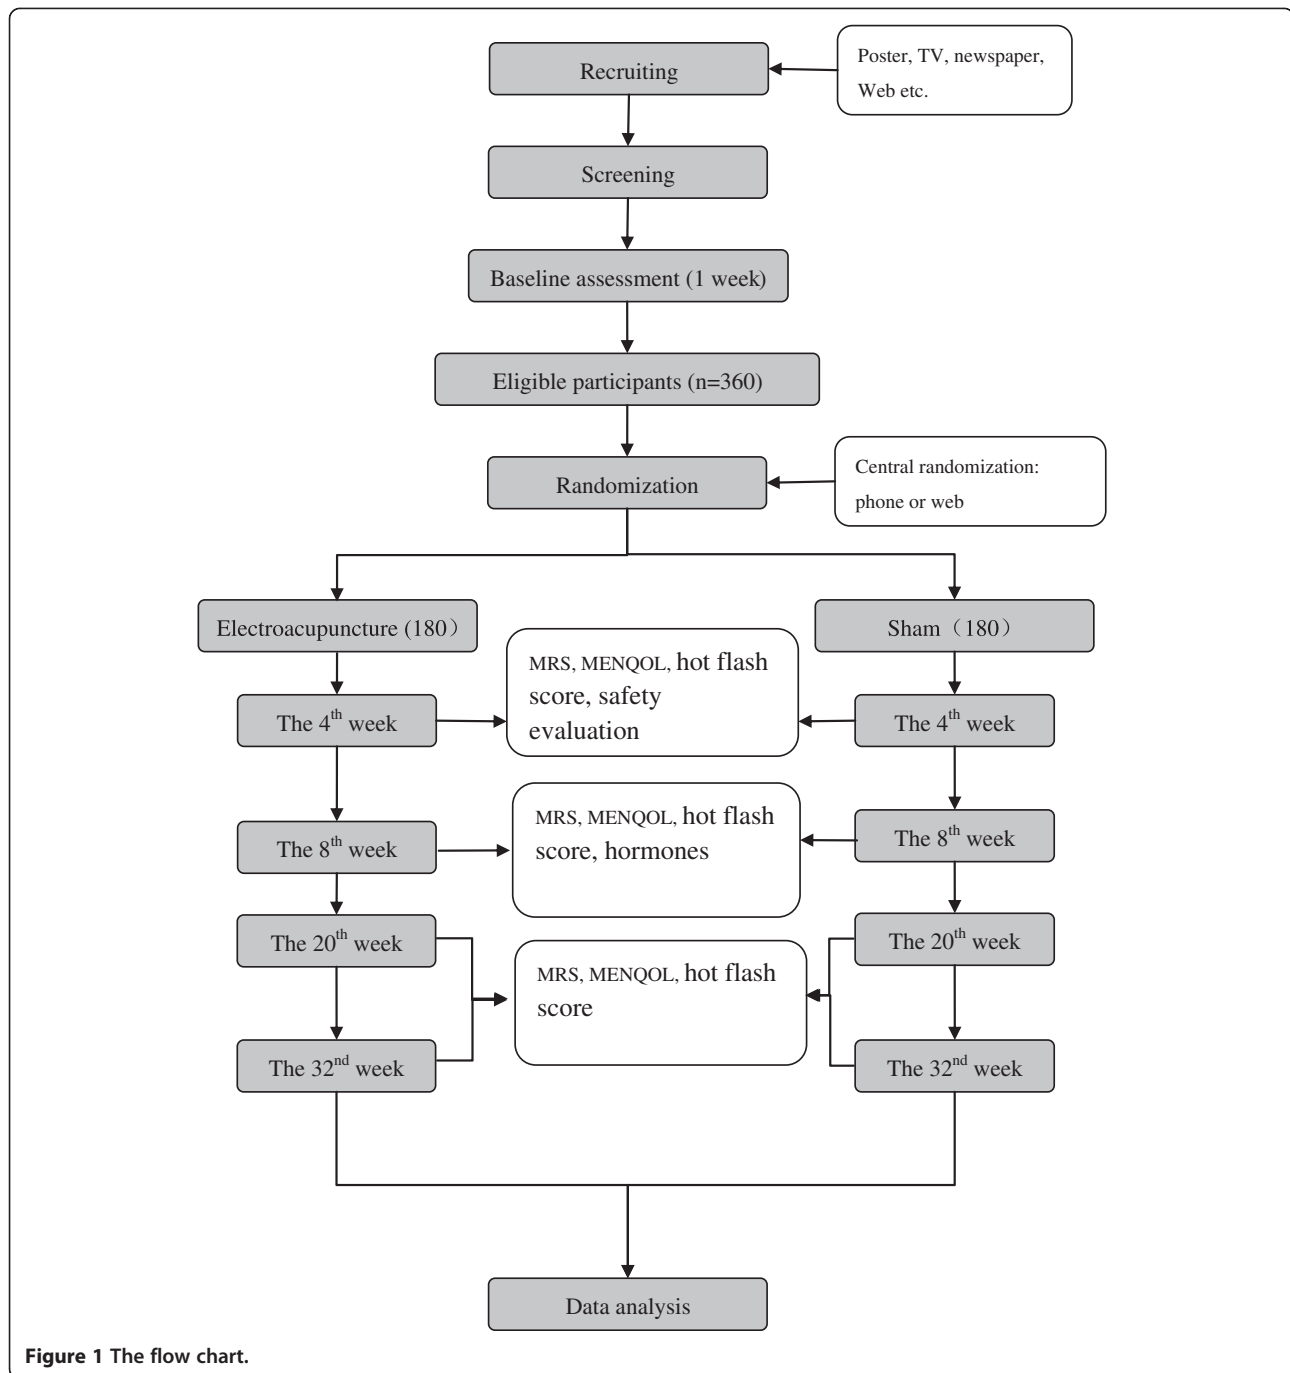 Recruiting
Poster, TV, newspaper,
Web etc.
Screening
Baseline assessment (1 week)
Eligible participants (n=360)
Randomization
Central randomization:
phone or web
Electroacupuncture (180）
Sham（180）
MRS, MENQOL, hot flash
score, safety
evaluation
The 4th week
The 4th week
MRS, MENQOL, hot flash
score, hormones
The 8th week
The 8th week
The 20th week
The 20th week
MRS, MENQOL, hot flash
score
The 32nd week
The 32nd week
Data analysis
Figure 1 The flow chart.